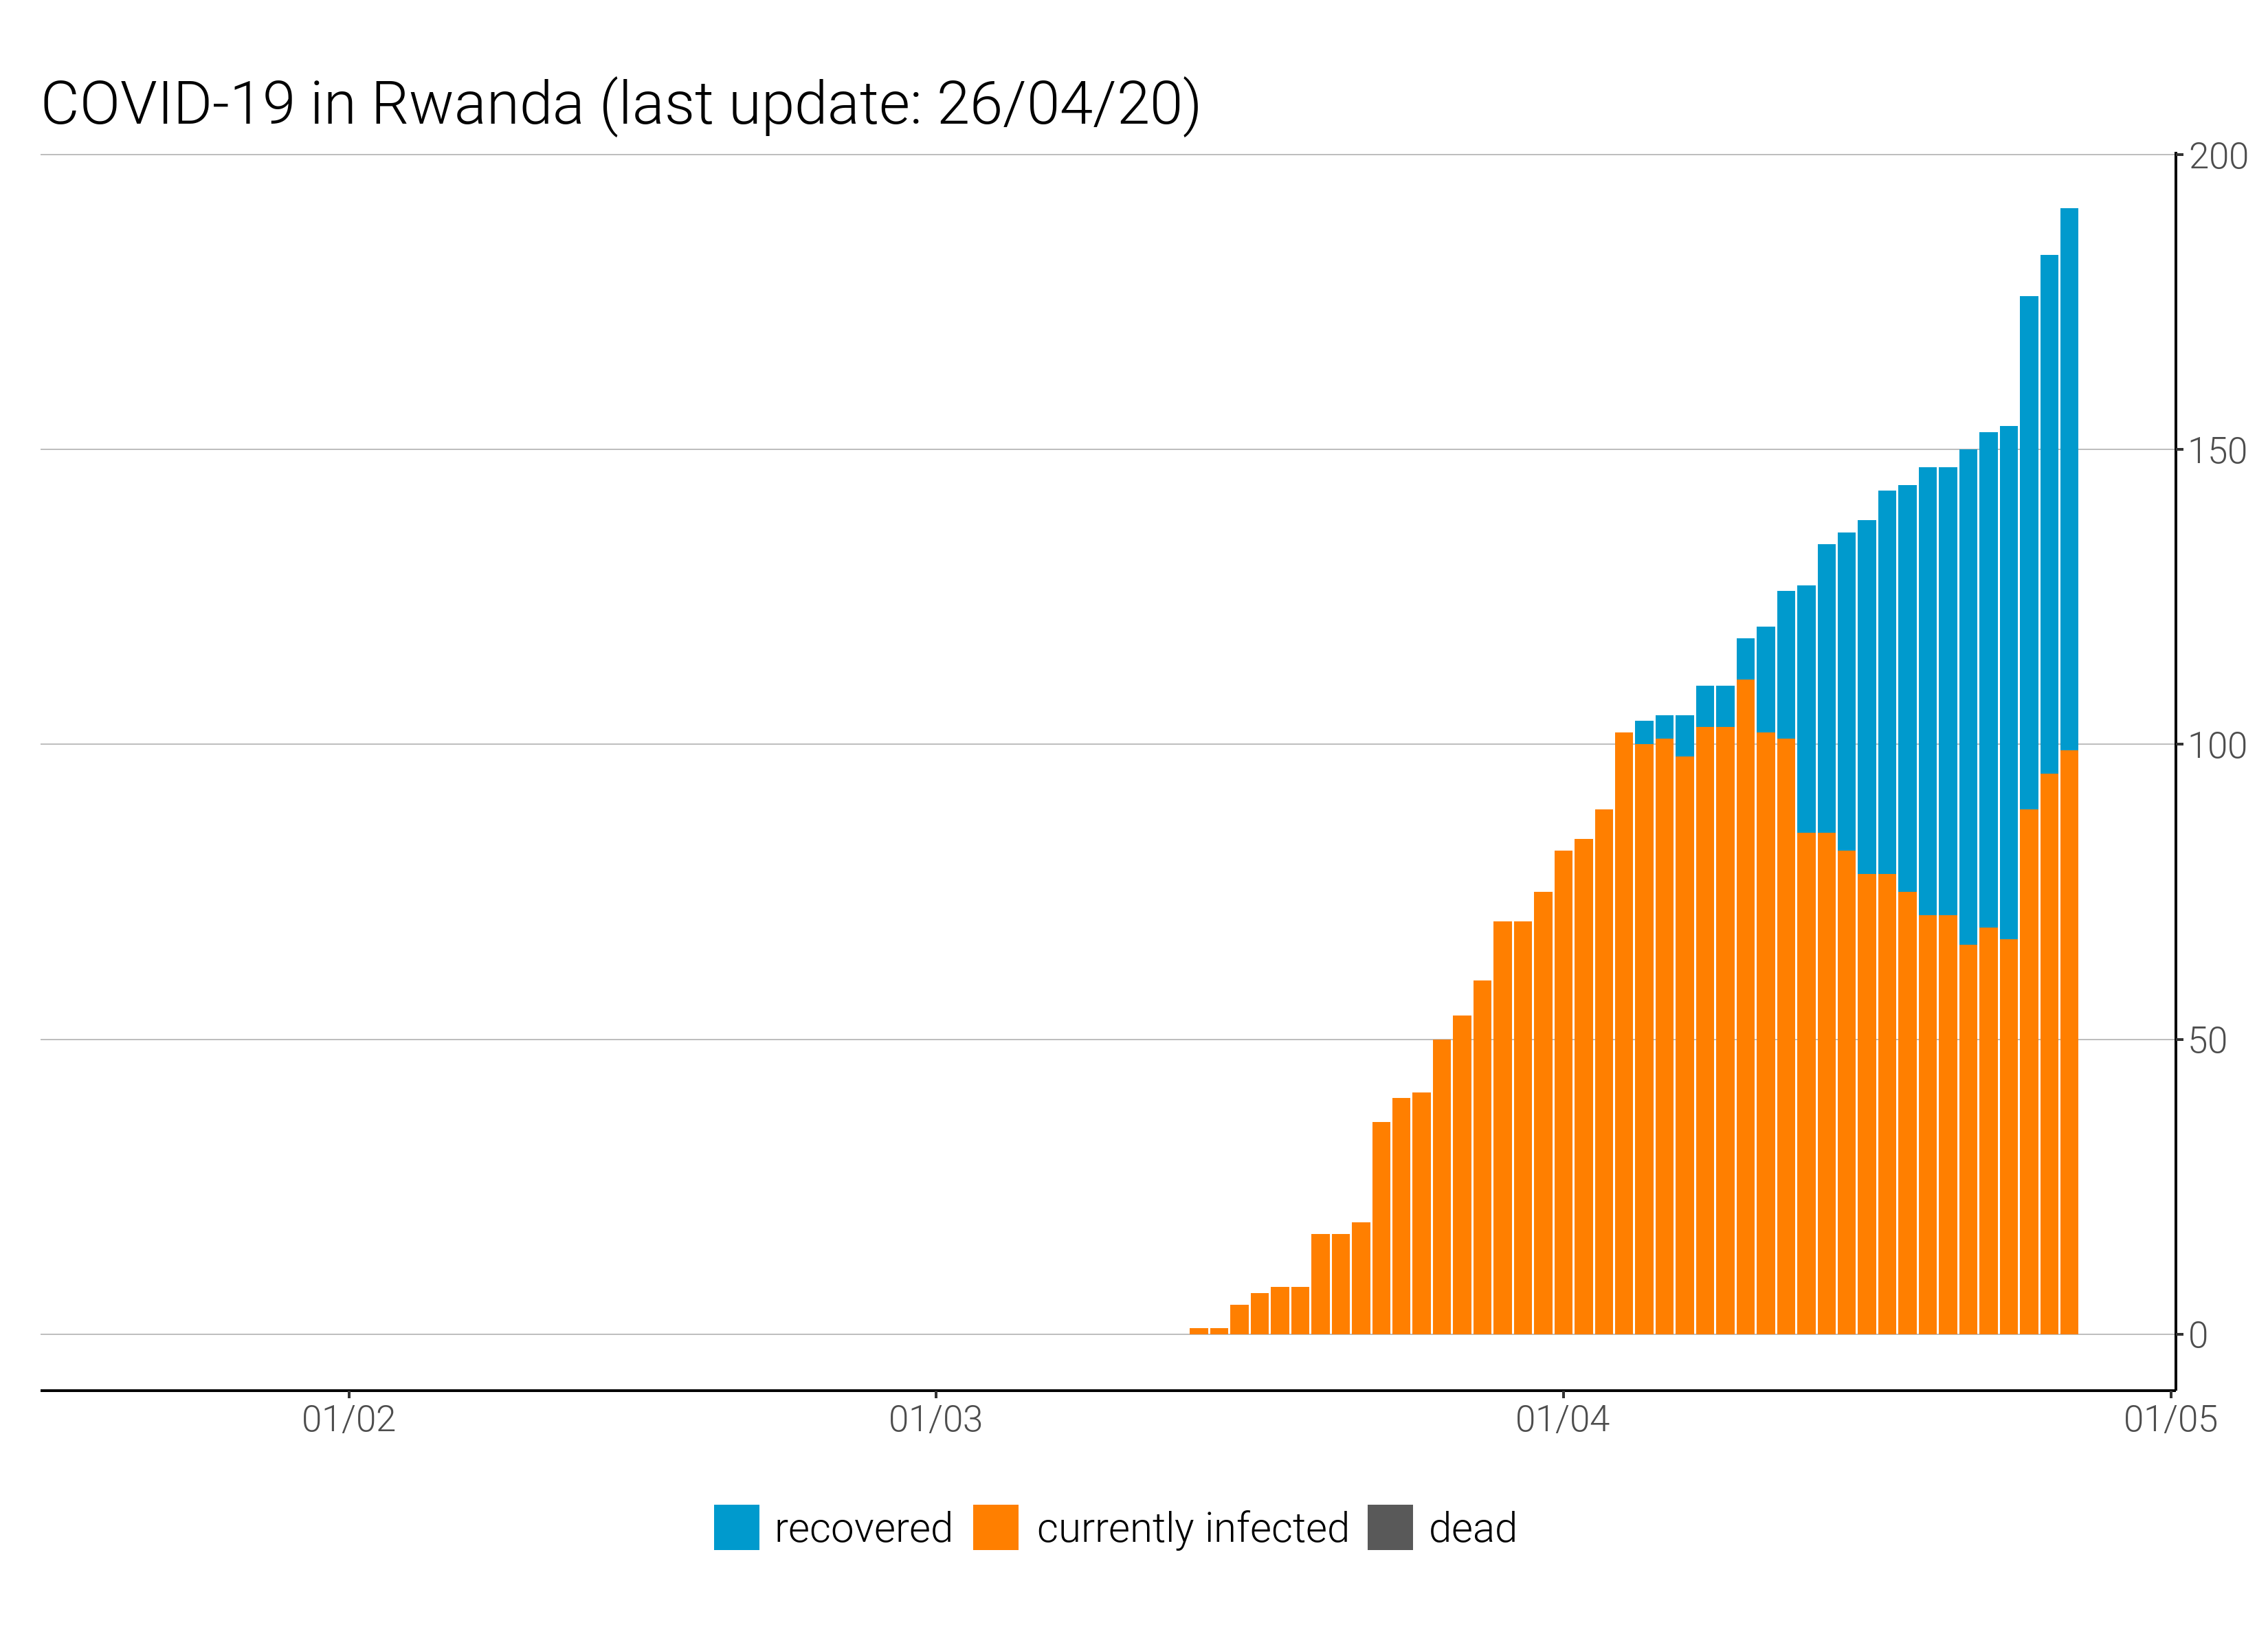 COVID-19 in Rwanda (last update: 26/04/20)
200
150
100
50
0
01/02 01/03 01/04 01/05
recovered currently infected dead